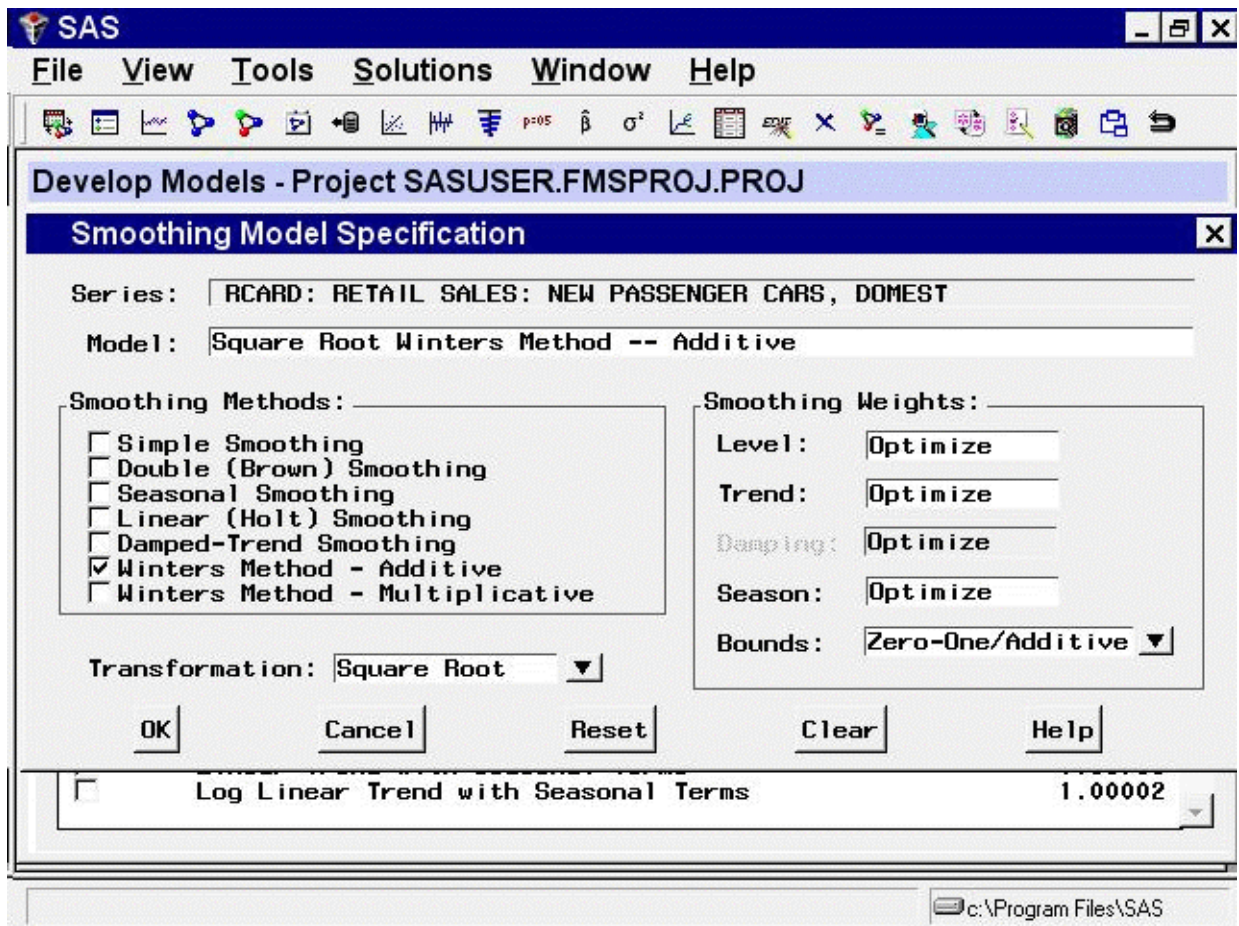 SAS
File View Tools Solutions Window Help
p=05 β̂ σ²
Develop Models - Project SASUSER.FMSPROJ.PROJ
Smoothing Model Specification
Series: RCARD: RETAIL SALES: NEW PASSENGER CARS, DOMEST
Model: Square Root Winters Method -- Additive
Smoothing Methods:
Simple Smoothing
Double (Brown) Smoothing
Seasonal Smoothing
Linear (Holt) Smoothing
Damped-Trend Smoothing
Winters Method - Additive
Winters Method - Multiplicative
Transformation: Square Root
Smoothing Weights:
Level: Optimize
Trend: Optimize
Damping: Optimize
Season: Optimize
Bounds: Zero-One/Additive
OK Cancel Reset Clear Help
Log Linear Trend with Seasonal Terms 1.00002
c:\Program Files\SAS